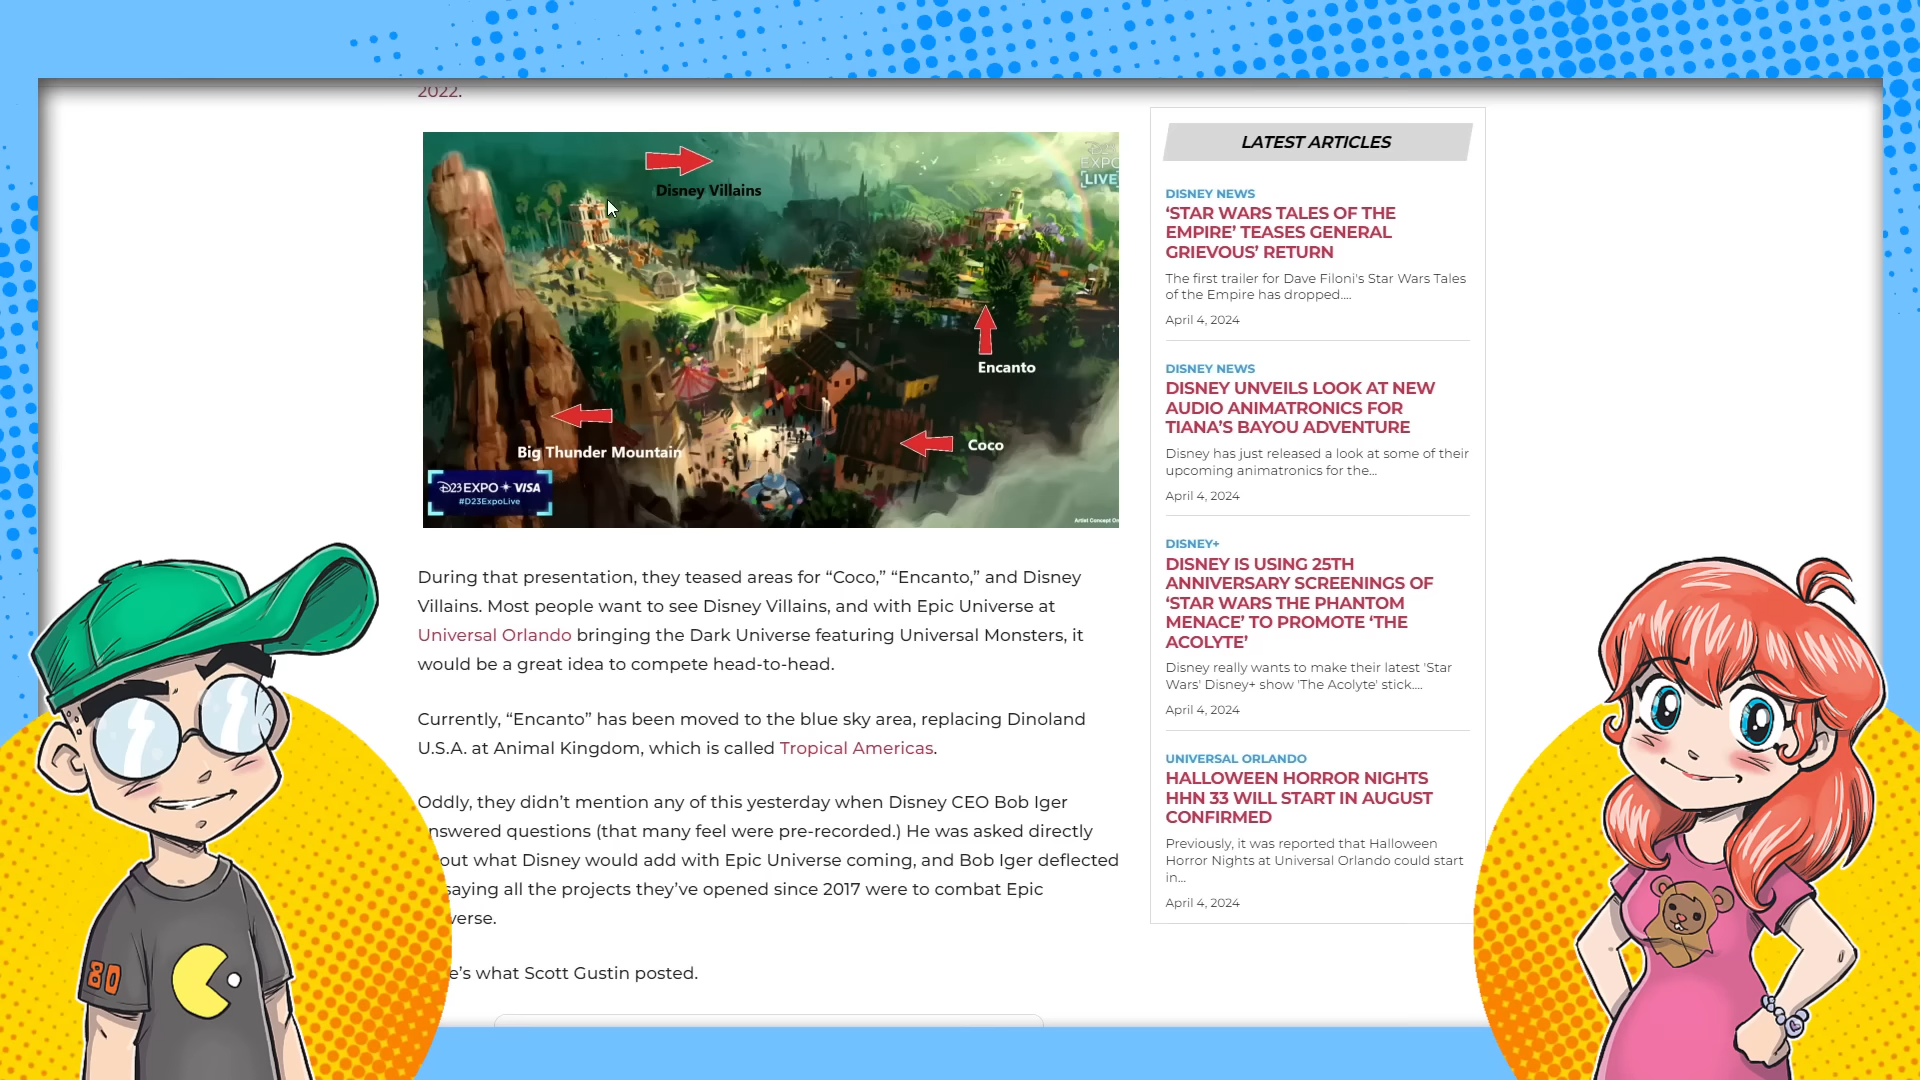 2022.
D23
EXPO
LIVE
Disney Villains
Encanto
Big Thunder Mountain
Coco
D23 EXPO + VISA
#D23ExpoLive
Artist Concept On
During that presentation, they teased areas for “Coco,” “Encanto,” and Disney
Villains. Most people want to see Disney Villains, and with Epic Universe at
Universal Orlando bringing the Dark Universe featuring Universal Monsters, it
would be a great idea to compete head-to-head.
Currently, “Encanto” has been moved to the blue sky area, replacing Dinoland
U.S.A. at Animal Kingdom, which is called Tropical Americas.
Oddly, they didn’t mention any of this yesterday when Disney CEO Bob Iger
nswered questions (that many feel were pre-recorded.) He was asked directly
out what Disney would add with Epic Universe coming, and Bob Iger deflected
saying all the projects they’ve opened since 2017 were to combat Epic
verse.
e’s what Scott Gustin posted.
LATEST ARTICLES
DISNEY NEWS
‘STAR WARS TALES OF THE
EMPIRE’ TEASES GENERAL
GRIEVOUS’ RETURN
The first trailer for Dave Filoni's Star Wars Tales
of the Empire has dropped....
April 4, 2024
DISNEY NEWS
DISNEY UNVEILS LOOK AT NEW
AUDIO ANIMATRONICS FOR
TIANA’S BAYOU ADVENTURE
Disney has just released a look at some of their
upcoming animatronics for the...
April 4, 2024
DISNEY+
DISNEY IS USING 25TH
ANNIVERSARY SCREENINGS OF
‘STAR WARS THE PHANTOM
MENACE’ TO PROMOTE ‘THE
ACOLYTE’
Disney really wants to make their latest 'Star
Wars' Disney+ show 'The Acolyte' stick....
April 4, 2024
UNIVERSAL ORLANDO
HALLOWEEN HORROR NIGHTS
HHN 33 WILL START IN AUGUST
CONFIRMED
Previously, it was reported that Halloween
Horror Nights at Universal Orlando could start
in...
April 4, 2024
80